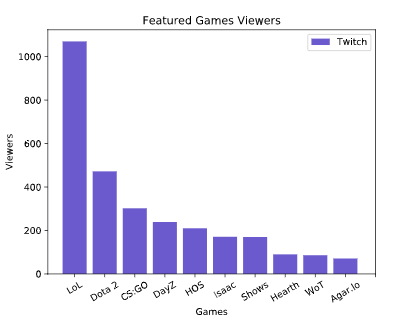 Featured Games Viewers
Twitch
Viewers
1000
800
600
400
200
0
LoL
Dota 2
CS:GO
DayZ
HOS
Isaac
Shows
Hearth
WoT
Agar.io
Games